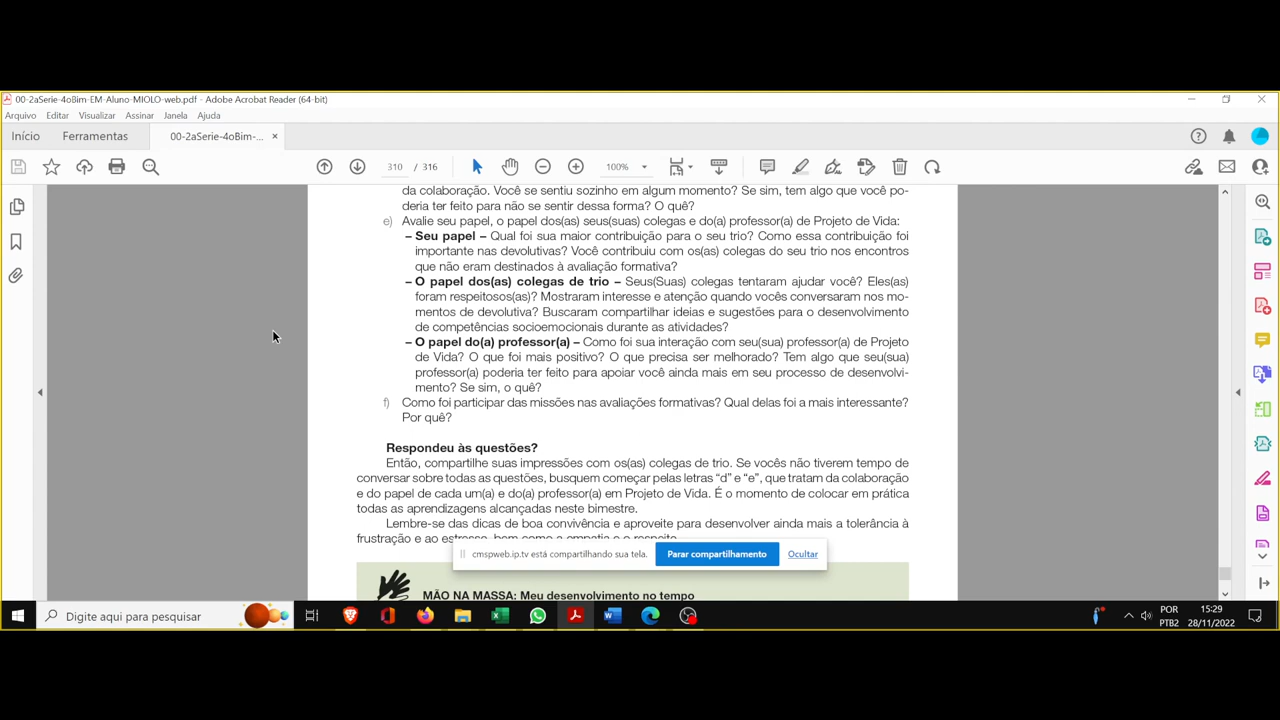 00-2aSerie-4oBim-EM-Aluno-MIOLO-web.pdf - Adobe Acrobat Reader (64-bit)
Arquivo Editar Visualizar Assinar Janela Ajuda
Início Ferramentas 00-2aSerie-4oBim-... ×
310 / 316 100%
da colaboração. Você se sentiu sozinho em algum momento? Se sim, tem algo que você po-
deria ter feito para não se sentir dessa forma? O quê?
e) Avalie seu papel, o papel dos(as) seus(suas) colegas e do(a) professor(a) de Projeto de Vida:
– Seu papel – Qual foi sua maior contribuição para o seu trio? Como essa contribuição foi
importante nas devolutivas? Você contribuiu com os(as) colegas do seu trio nos encontros
que não eram destinados à avaliação formativa?
– O papel dos(as) colegas de trio – Seus(Suas) colegas tentaram ajudar você? Eles(as)
foram respeitosos(as)? Mostraram interesse e atenção quando vocês conversaram nos mo-
mentos de devolutiva? Buscaram compartilhar ideias e sugestões para o desenvolvimento
de competências socioemocionais durante as atividades?
– O papel do(a) professor(a) – Como foi sua interação com seu(sua) professor(a) de Projeto
de Vida? O que foi mais positivo? O que precisa ser melhorado? Tem algo que seu(sua)
professor(a) poderia ter feito para apoiar você ainda mais em seu processo de desenvolvi-
mento? Se sim, o quê?
f) Como foi participar das missões nas avaliações formativas? Qual delas foi a mais interessante?
Por quê?
Respondeu às questões?
Então, compartilhe suas impressões com os(as) colegas de trio. Se vocês não tiverem tempo de
conversar sobre todas as questões, busquem começar pelas letras “d” e “e”, que tratam da colaboração
e do papel de cada um(a) e do(a) professor(a) em Projeto de Vida. É o momento de colocar em prática
todas as aprendizagens alcançadas neste bimestre.
Lembre-se das dicas de boa convivência e aproveite para desenvolver ainda mais a tolerância à
frustração e ao estresse, bem como a empatia e o respeito.
cmspweb.ip.tv está compartilhando sua tela. Parar compartilhamento Ocultar
MÃO NA MASSA: Meu desenvolvimento no tempo
Digite aqui para pesquisar
POR
PTB2
15:29
28/11/2022